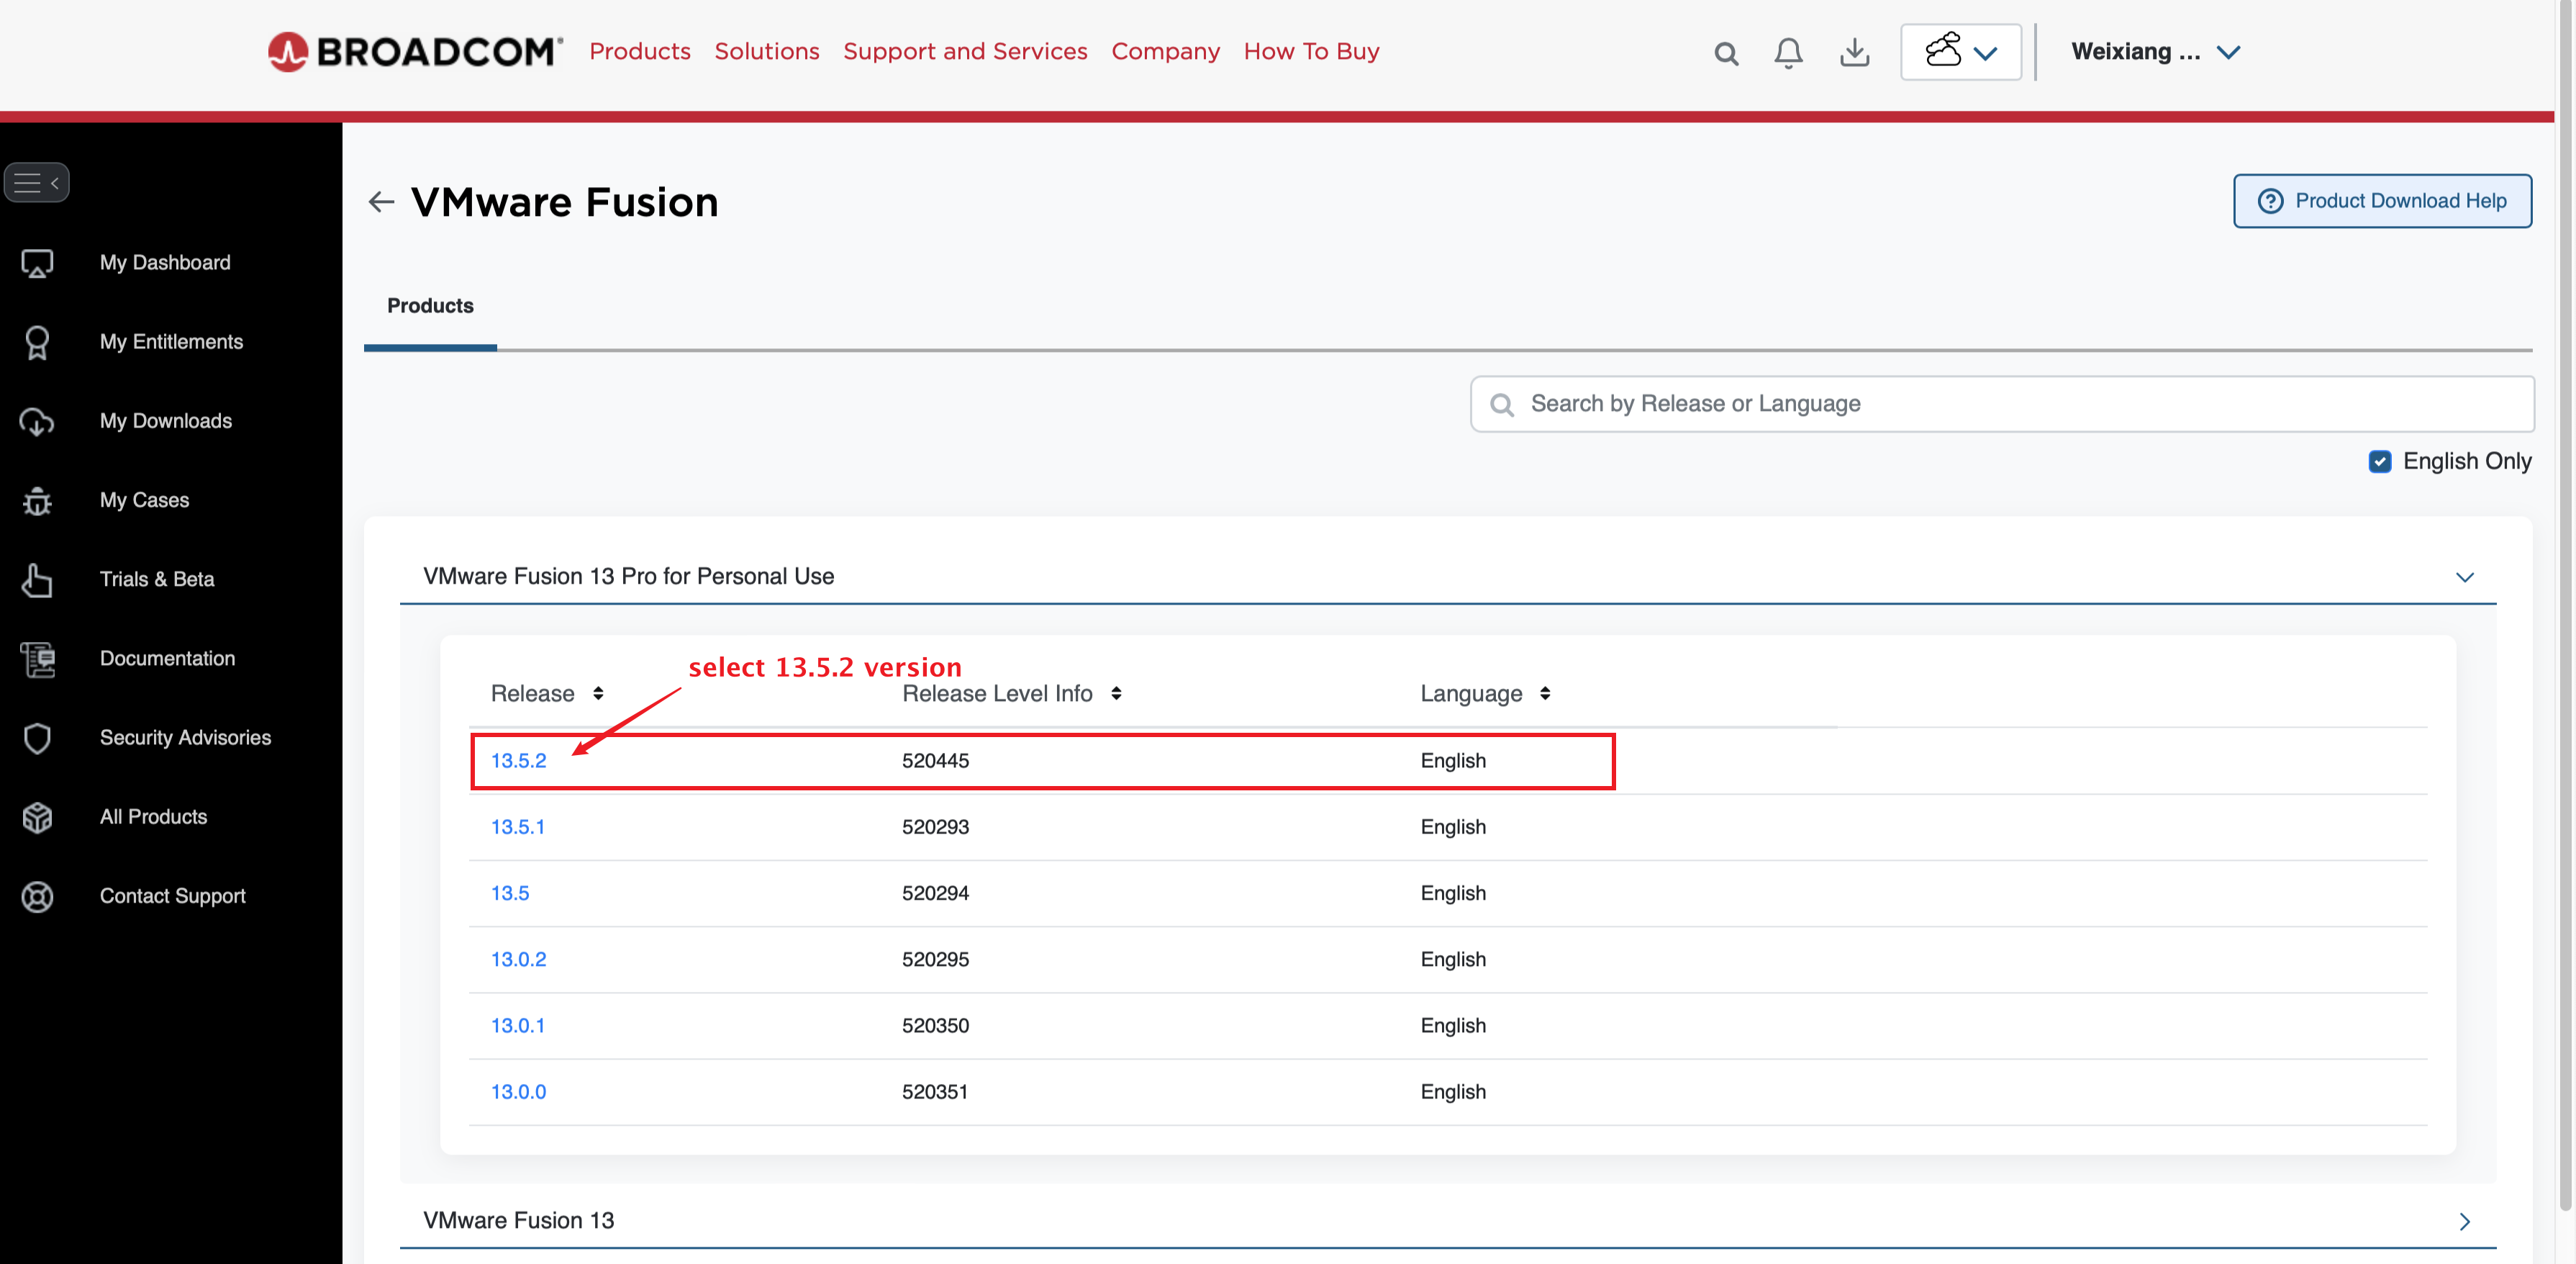 BROADCOM Products Solutions Support and Services Company How To Buy Weixiang ...
VMware Fusion
Product Download Help
My Dashboard
My Entitlements
My Downloads
My Cases
Trials & Beta
Documentation
Security Advisories
All Products
Contact Support
Products
Search by Release or Language
English Only
VMware Fusion 13 Pro for Personal Use
select 13.5.2 version
Release Release Level Info Language
13.5.2 520445 English
13.5.1 520293 English
13.5 520294 English
13.0.2 520295 English
13.0.1 520350 English
13.0.0 520351 English
VMware Fusion 13